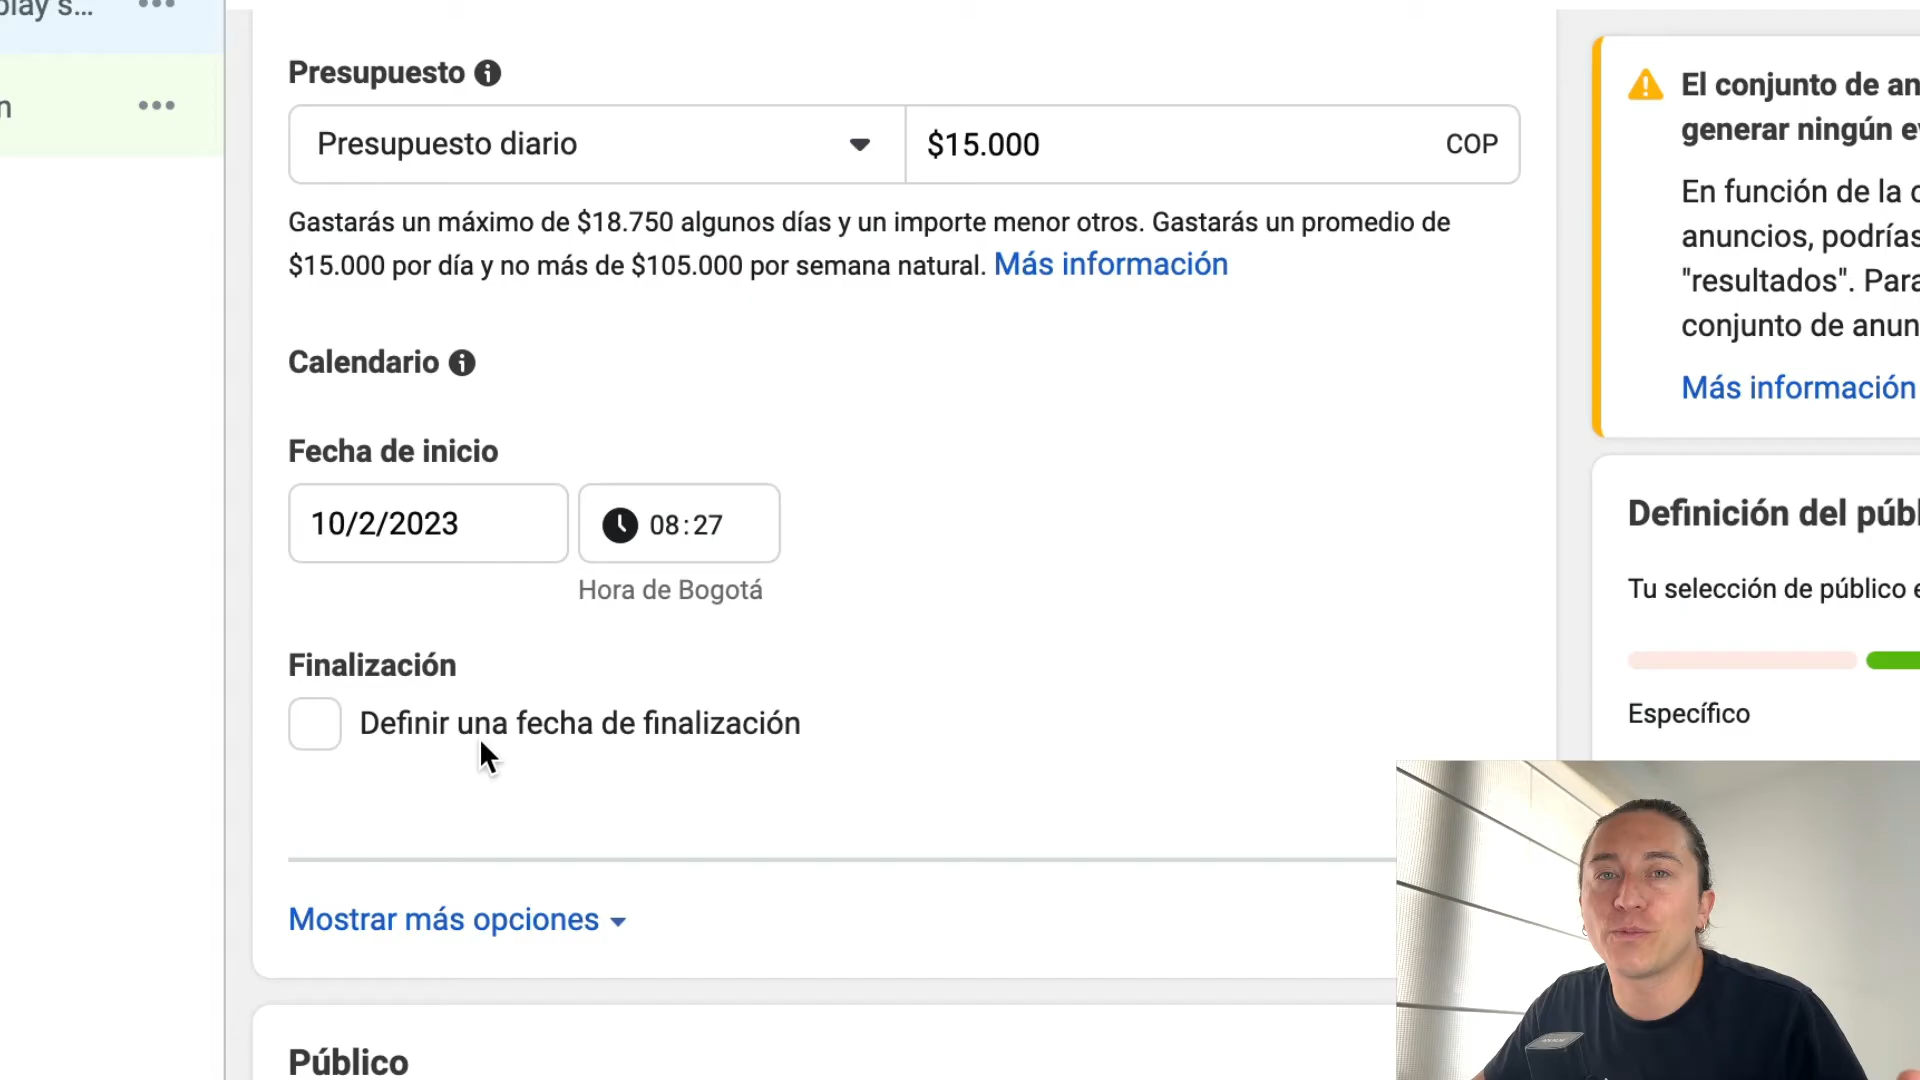 play s...
n
Presupuesto
Presupuesto diario
$15.000
COP
Gastarás un máximo de $18.750 algunos días y un importe menor otros. Gastarás un promedio de
$15.000 por día y no más de $105.000 por semana natural. Más información
Calendario
Fecha de inicio
10/2/2023
08:27
Hora de Bogotá
Finalización
Definir una fecha de finalización
Mostrar más opciones
Público
El conjunto de an
generar ningún ev
En función de la c
anuncios, podrías
"resultados". Para
conjunto de anun
Más información
Definición del públ
Tu selección de público e
Específico